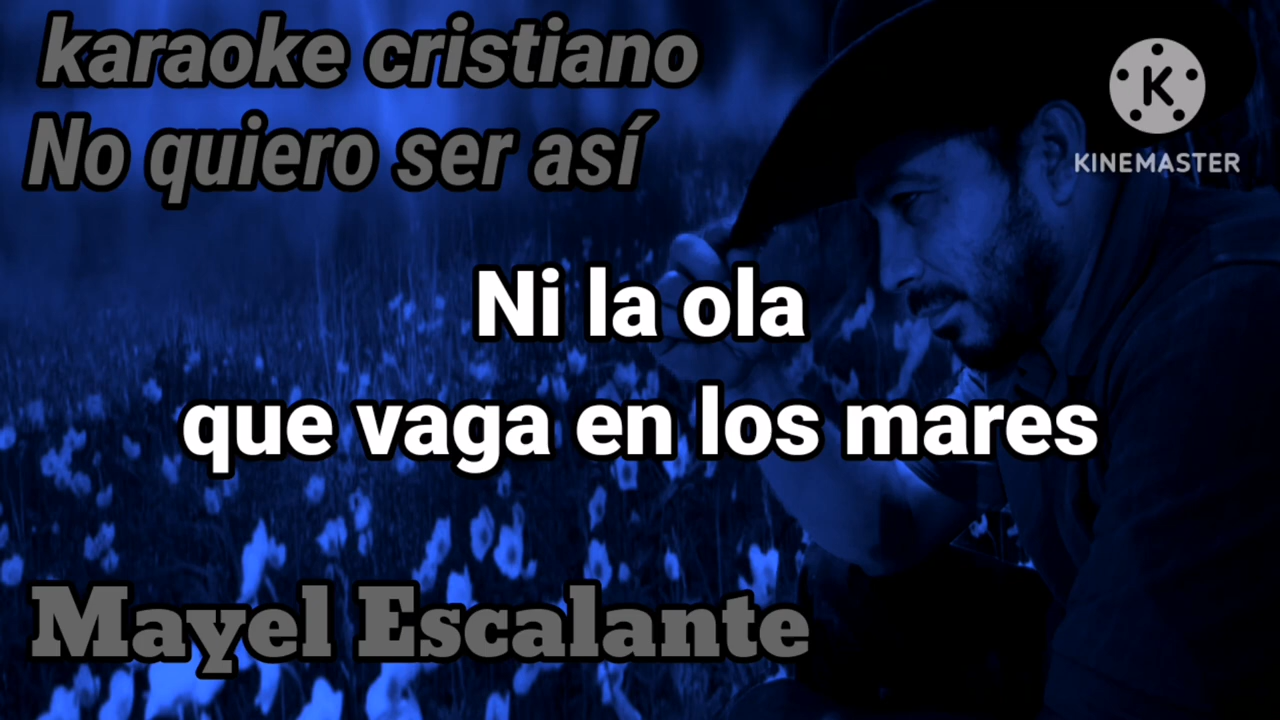 karaoke cristiano
No quiero ser así
K
KINEMASTER
Ni la ola
que vaga en los mares
Mayel Escalante